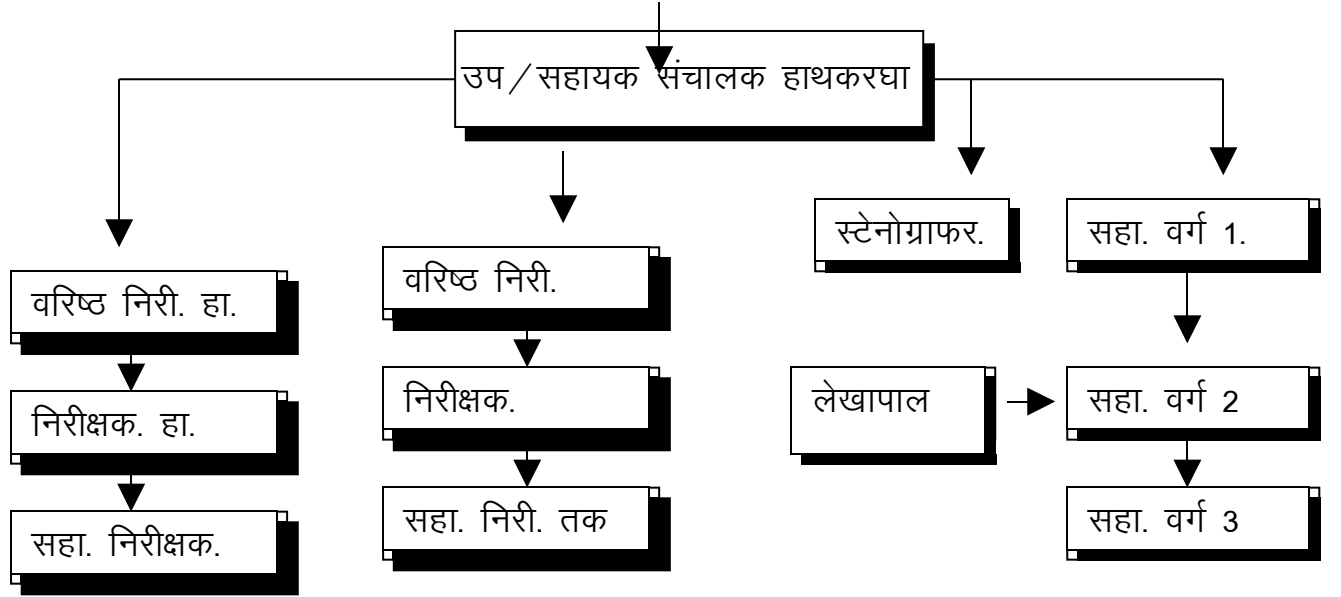 उप/सहायक संचालक हाथकरघा
स्टेनोग्राफर.
सहा. वर्ग 1.
वरिष्ठ निरी. हा.
वरिष्ठ निरी.
निरीक्षक. हा.
निरीक्षक.
लेखापाल
सहा. वर्ग 2
सहा. निरीक्षक.
सहा. निरी. तक
सहा. वर्ग 3